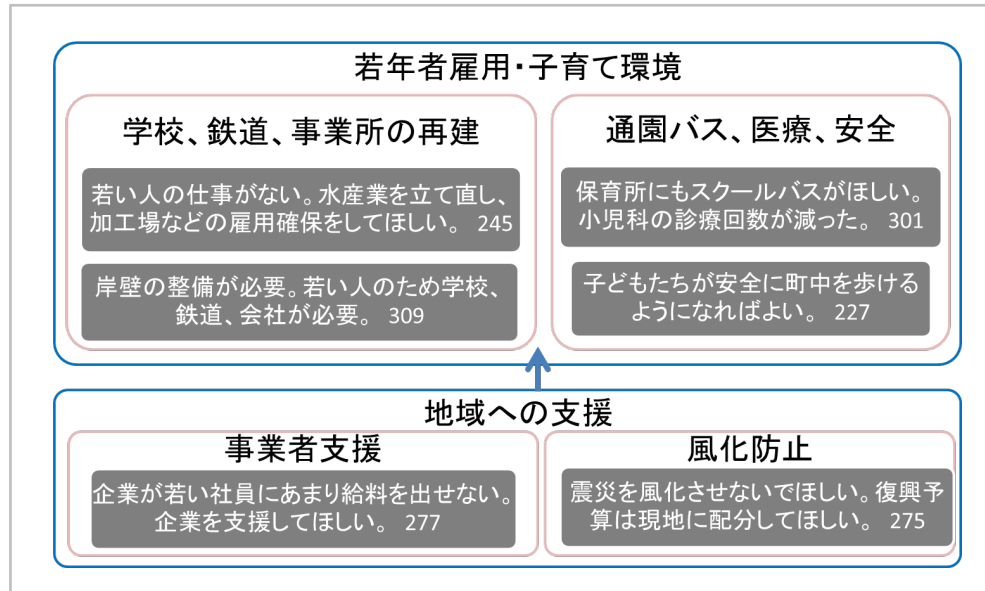 若年者雇用・子育て環境
学校、鉄道、事業所の再建
若い人の仕事がない。水産業を立て直し、
加工場などの雇用確保をしてほしい。 245
岸壁の整備が必要。若い人のため学校、
鉄道、会社が必要。 309
通園バス、医療、安全
保育所にもスクールバスがほしい。
小児科の診療回数が減った。 301
子どもたちが安全に町中を歩ける
ようになればよい。 227
地域への支援
事業者支援
企業が若い社員にあまり給料を出せない。
企業を支援してほしい。 277
風化防止
震災を風化させないでほしい。復興予
算は現地に配分してほしい。 275